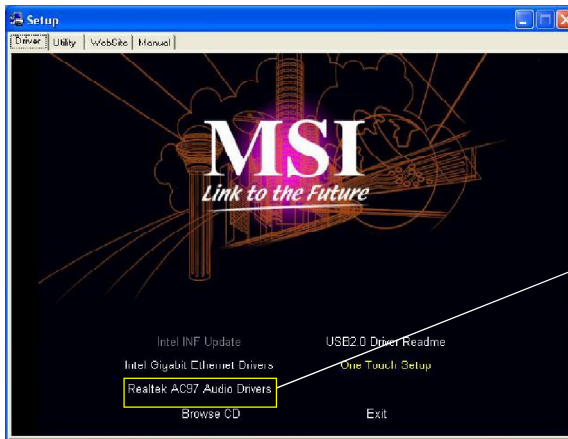 Setup
Driver Utility WebSite Manual
MSI
Link to the Future
Intel INF Update
USB2.0 Driver Readme
Intel Gigabit Ethernet Drivers
One Touch Setup
Realtek AC97 Audio Drivers
Browse CD
Exit